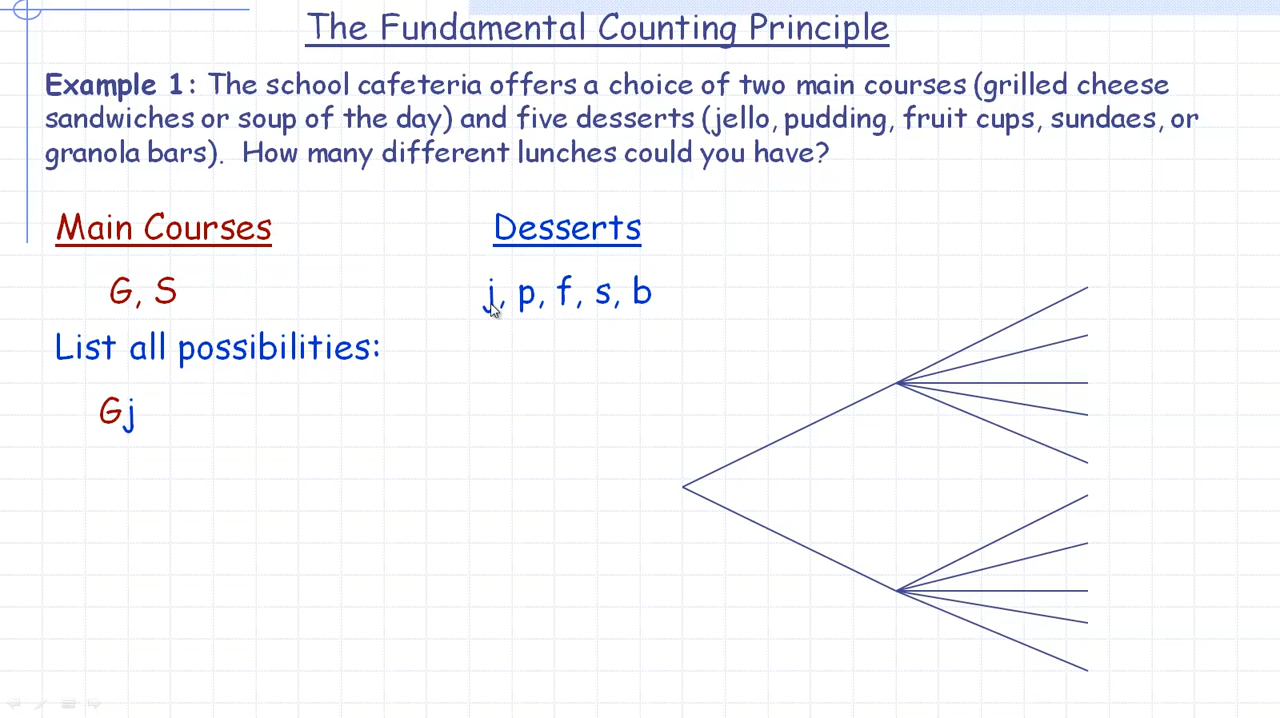 The Fundamental Counting Principle
Example 1: The school cafeteria offers a choice of two main courses (grilled cheese
sandwiches or soup of the day) and five desserts (jello, pudding, fruit cups, sundaes, or
granola bars). How many different lunches could you have?
Main Courses
Desserts
G, S
j, p, f, s, b
List all possibilities:
Gj